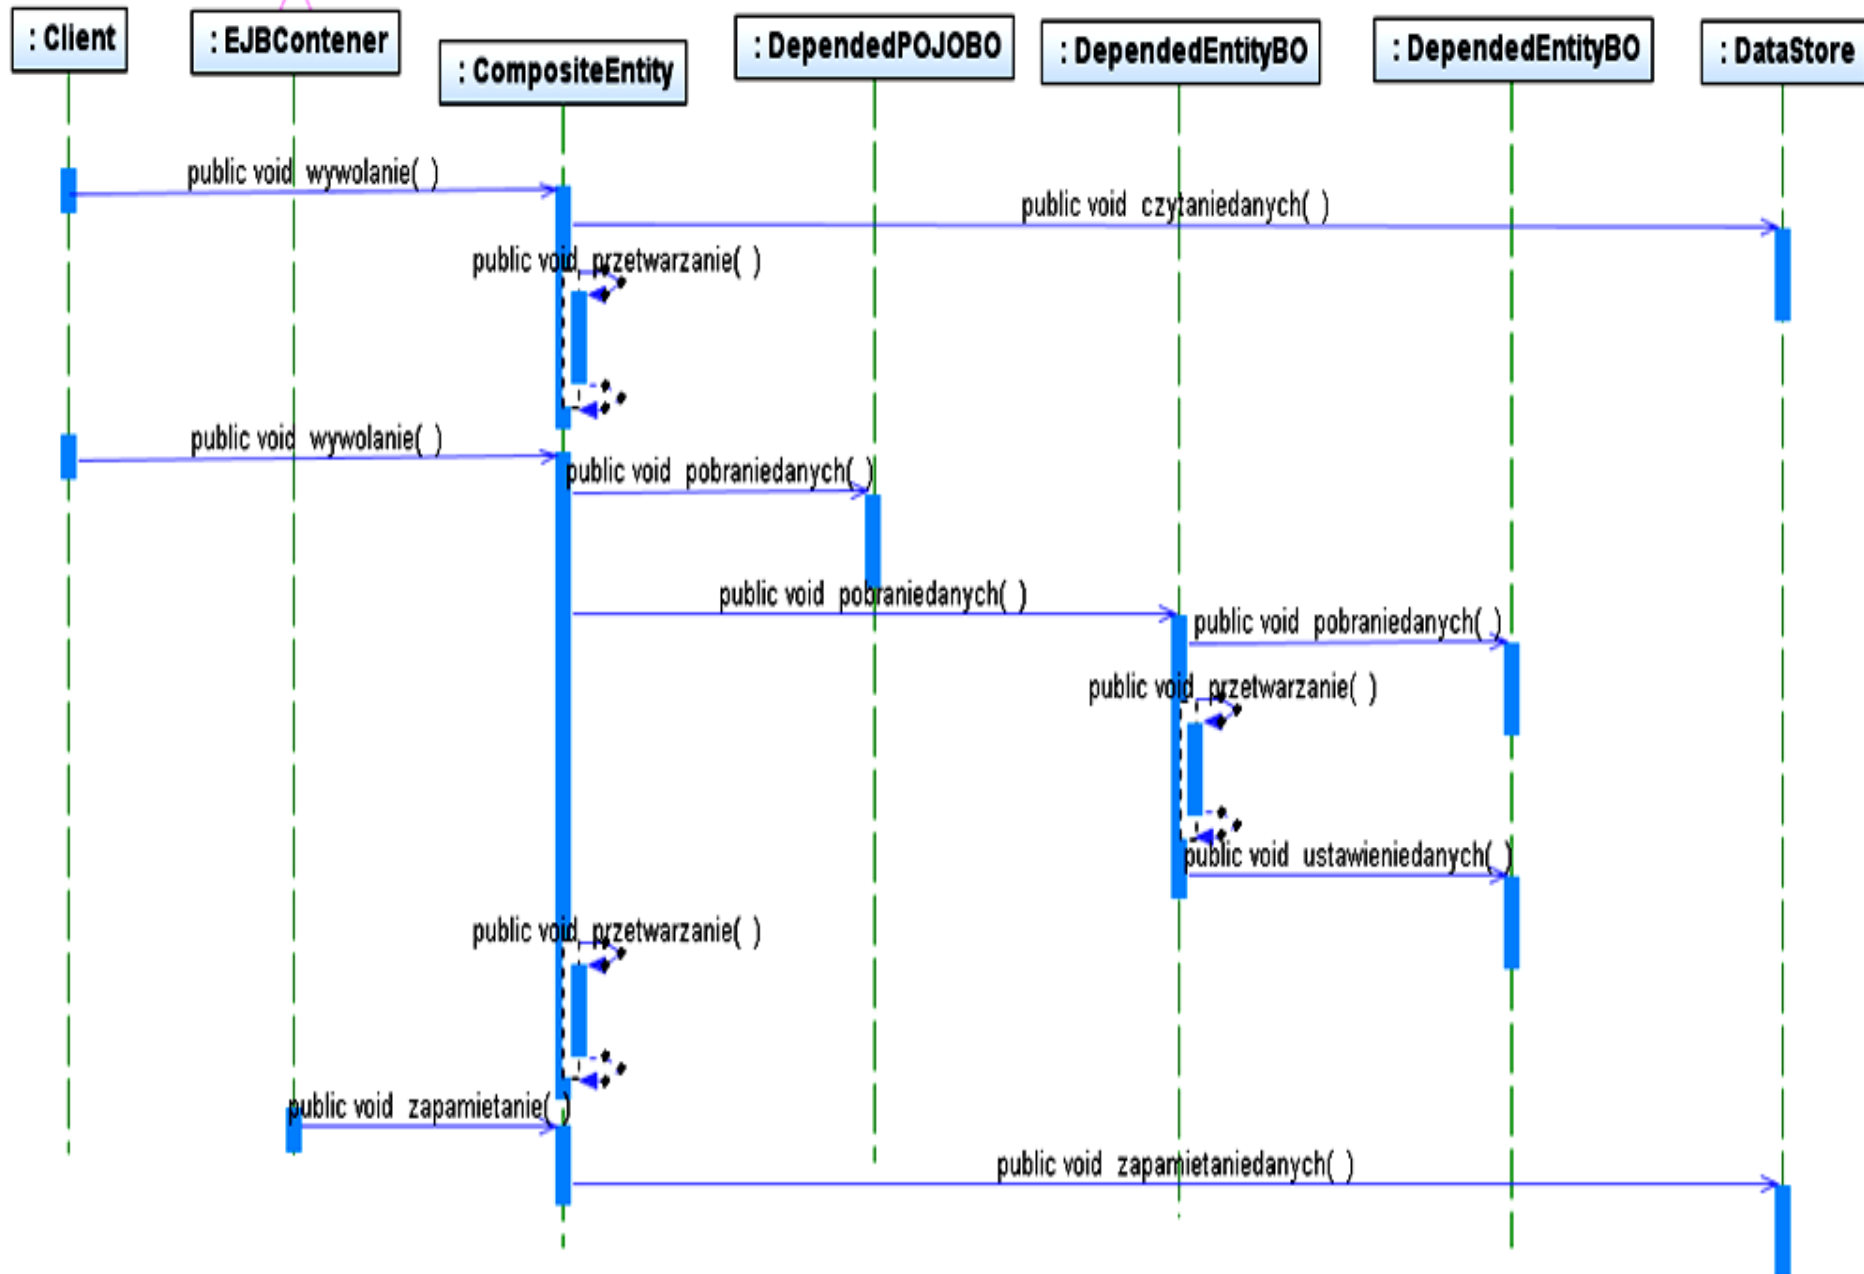 : Client
: EJBContener
: CompositeEntity
: DependedPOJOBO
: DependedEntityBO
: DependedEntityBO
: DataStore
public void wywolanie( )
public void czytaniedanych( )
public void przetwarzanie( )
public void wywolanie( )
public void pobraniedanych( )
public void pobraniedanych( )
public void pobraniedanych( )
public void przetwarzanie( )
public void ustawieniedanych( )
public void przetwarzanie( )
public void zapamietanie( )
public void zapamietaniedanych( )